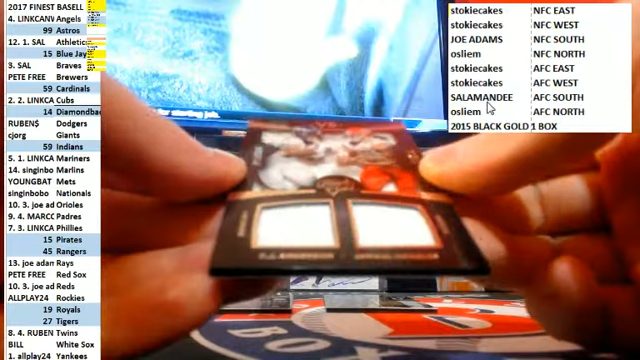 2017 FINEST BASELL
4. LINKCANV Angels
99 Astros
12. 1. SAL Athletic
15 Blue Jay
3. SAL Braves
PETE FREE Brewers
59 Cardinals
2. 2. LINKCA Cubs
14 Diamondbac
RUBEN$ Dodgers
cjorg Giants
59 Indians
5. 1. LINKCA Mariners
14. singinbo Marlins
YOUNGBAT Mets
singinbobo Nationals
10. 3. joe ad Orioles
9. 4. MARCC Padres
7. 3. LINKCA Phillies
15 Pirates
45 Rangers
13. joe adam Rays
PETE FREE Red Sox
10. 3. joe ad Reds
ALLPLAY24 Rockies
19 Royals
27 Tigers
8. 4. RUBEN Twins
BILL White Sox
1. allplay24 Yankees
stokiecakes NFC EAST
stokiecakes NFC WEST
JOE ADAMS NFC SOUTH
osliem NFC NORTH
stokiecakes AFC EAST
stokiecakes AFC WEST
SALAMANDEE AFC SOUTH
osliem AFC NORTH
2015 BLACK GOLD 1 BOX